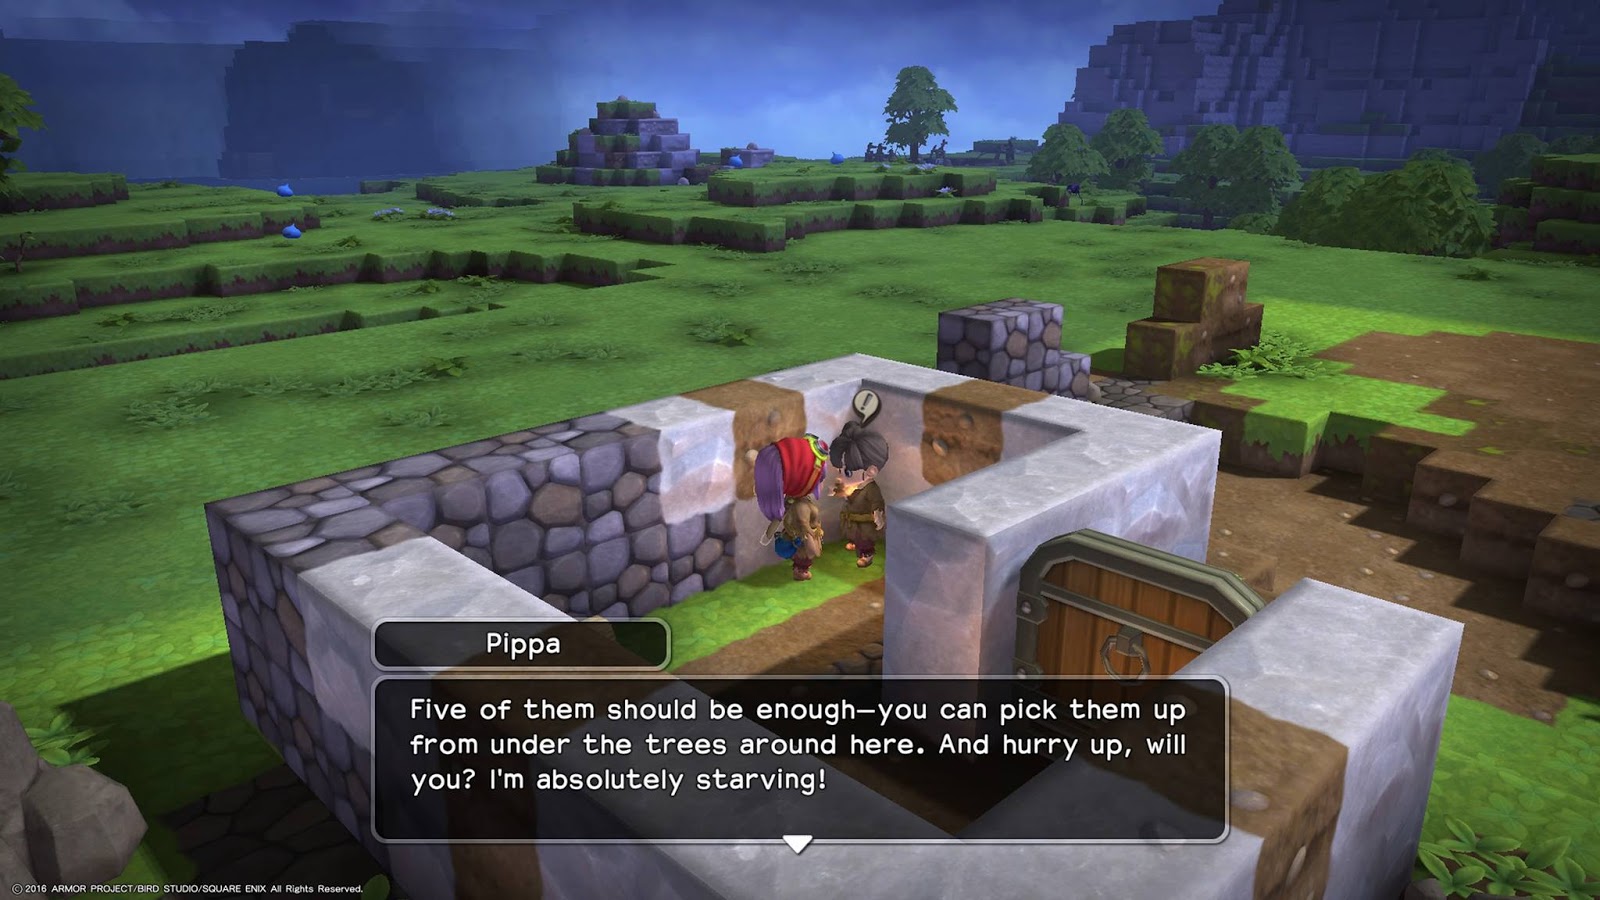 Pippa
Five of them should be enough—you can pick them up
from under the trees around here. And hurry up, will
you? I'm absolutely starving!
© 2016 ARMOR PROJECT/BIRD STUDIO/SQUARE ENIX All Rights Reserved.